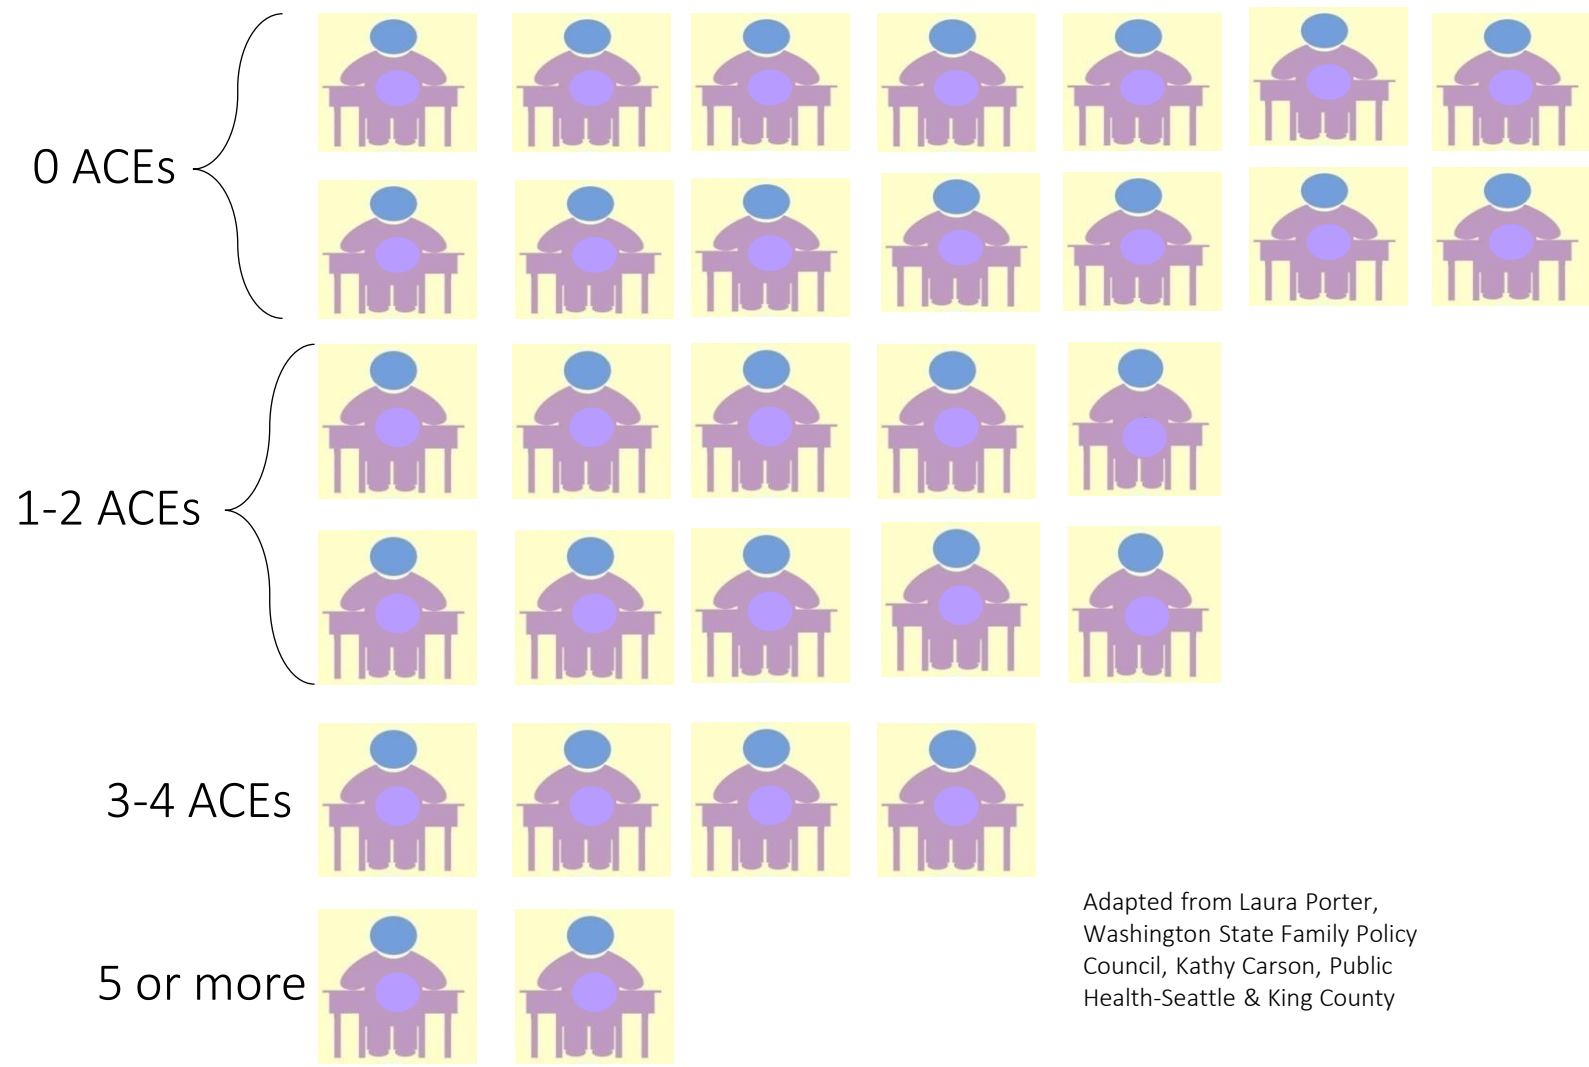 0 ACEs
1-2 ACEs
3-4 ACEs
5 or more
Adapted from Laura Porter,
Washington State Family Policy
Council, Kathy Carson, Public
Health-Seattle & King County